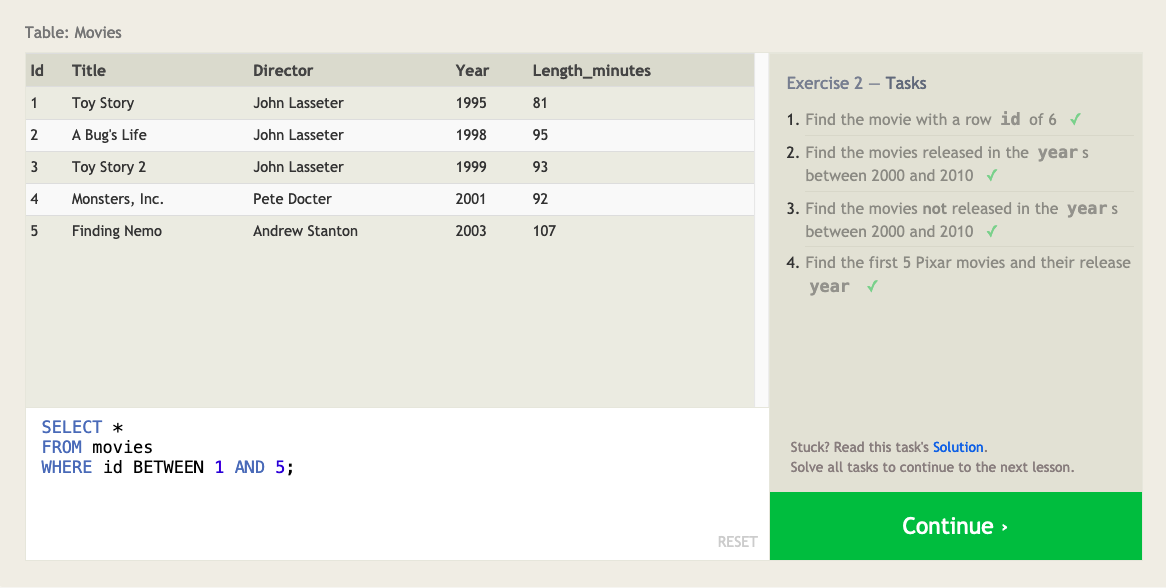 Table: Movies
Id Title Director Year Length_minutes
1 Toy Story John Lasseter 1995 81
2 A Bug's Life John Lasseter 1998 95
3 Toy Story 2 John Lasseter 1999 93
4 Monsters, Inc. Pete Docter 2001 92
5 Finding Nemo Andrew Stanton 2003 107
SELECT *
FROM movies
WHERE id BETWEEN 1 AND 5;
RESET
Exercise 2 — Tasks
1. Find the movie with a row id of 6 ✓
2. Find the movies released in the year s
between 2000 and 2010 ✓
3. Find the movies not released in the year s
between 2000 and 2010 ✓
4. Find the first 5 Pixar movies and their release
year ✓
Stuck? Read this task's Solution.
Solve all tasks to continue to the next lesson.
Continue ›